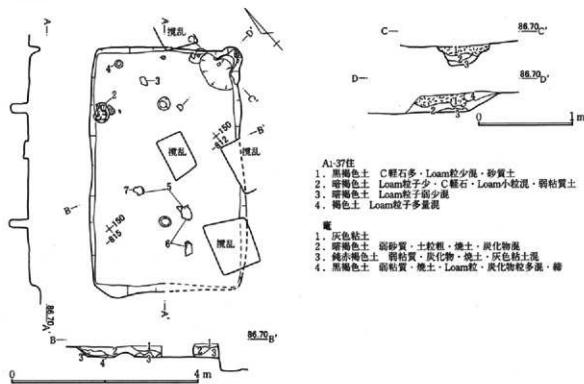 A
A
攪乱
D'
4
3
2
C'
+150
-812
B'
攪乱
攪乱
7
5
B
+150
-815
6
攪乱
A'
86.70 A'
B 86.70 B'
3 4 3 2 3
0 4 m
C 86.70 C'
2 3
D 86.70 D'
4
1
2 3
0 1 m
A1-37住
1. 黒褐色土 C軽石多・Loam粒少混・砂質土
2. 暗褐色土 Loam粒子少・C軽石・Loam小粒混・弱粘質土
3. 暗褐色土 Loam粒子弱少混
4. 褐色土 Loam粒子多量混
竈
1. 灰色粘土
2. 暗褐色土 弱砂質・土粒粗・焼土・炭化物混
3. 鈍赤褐色土 弱粘質・炭化物・焼土・灰色粘土混
4. 黒褐色土 弱粘質・焼土・Loam粒・炭化物粒多混・締